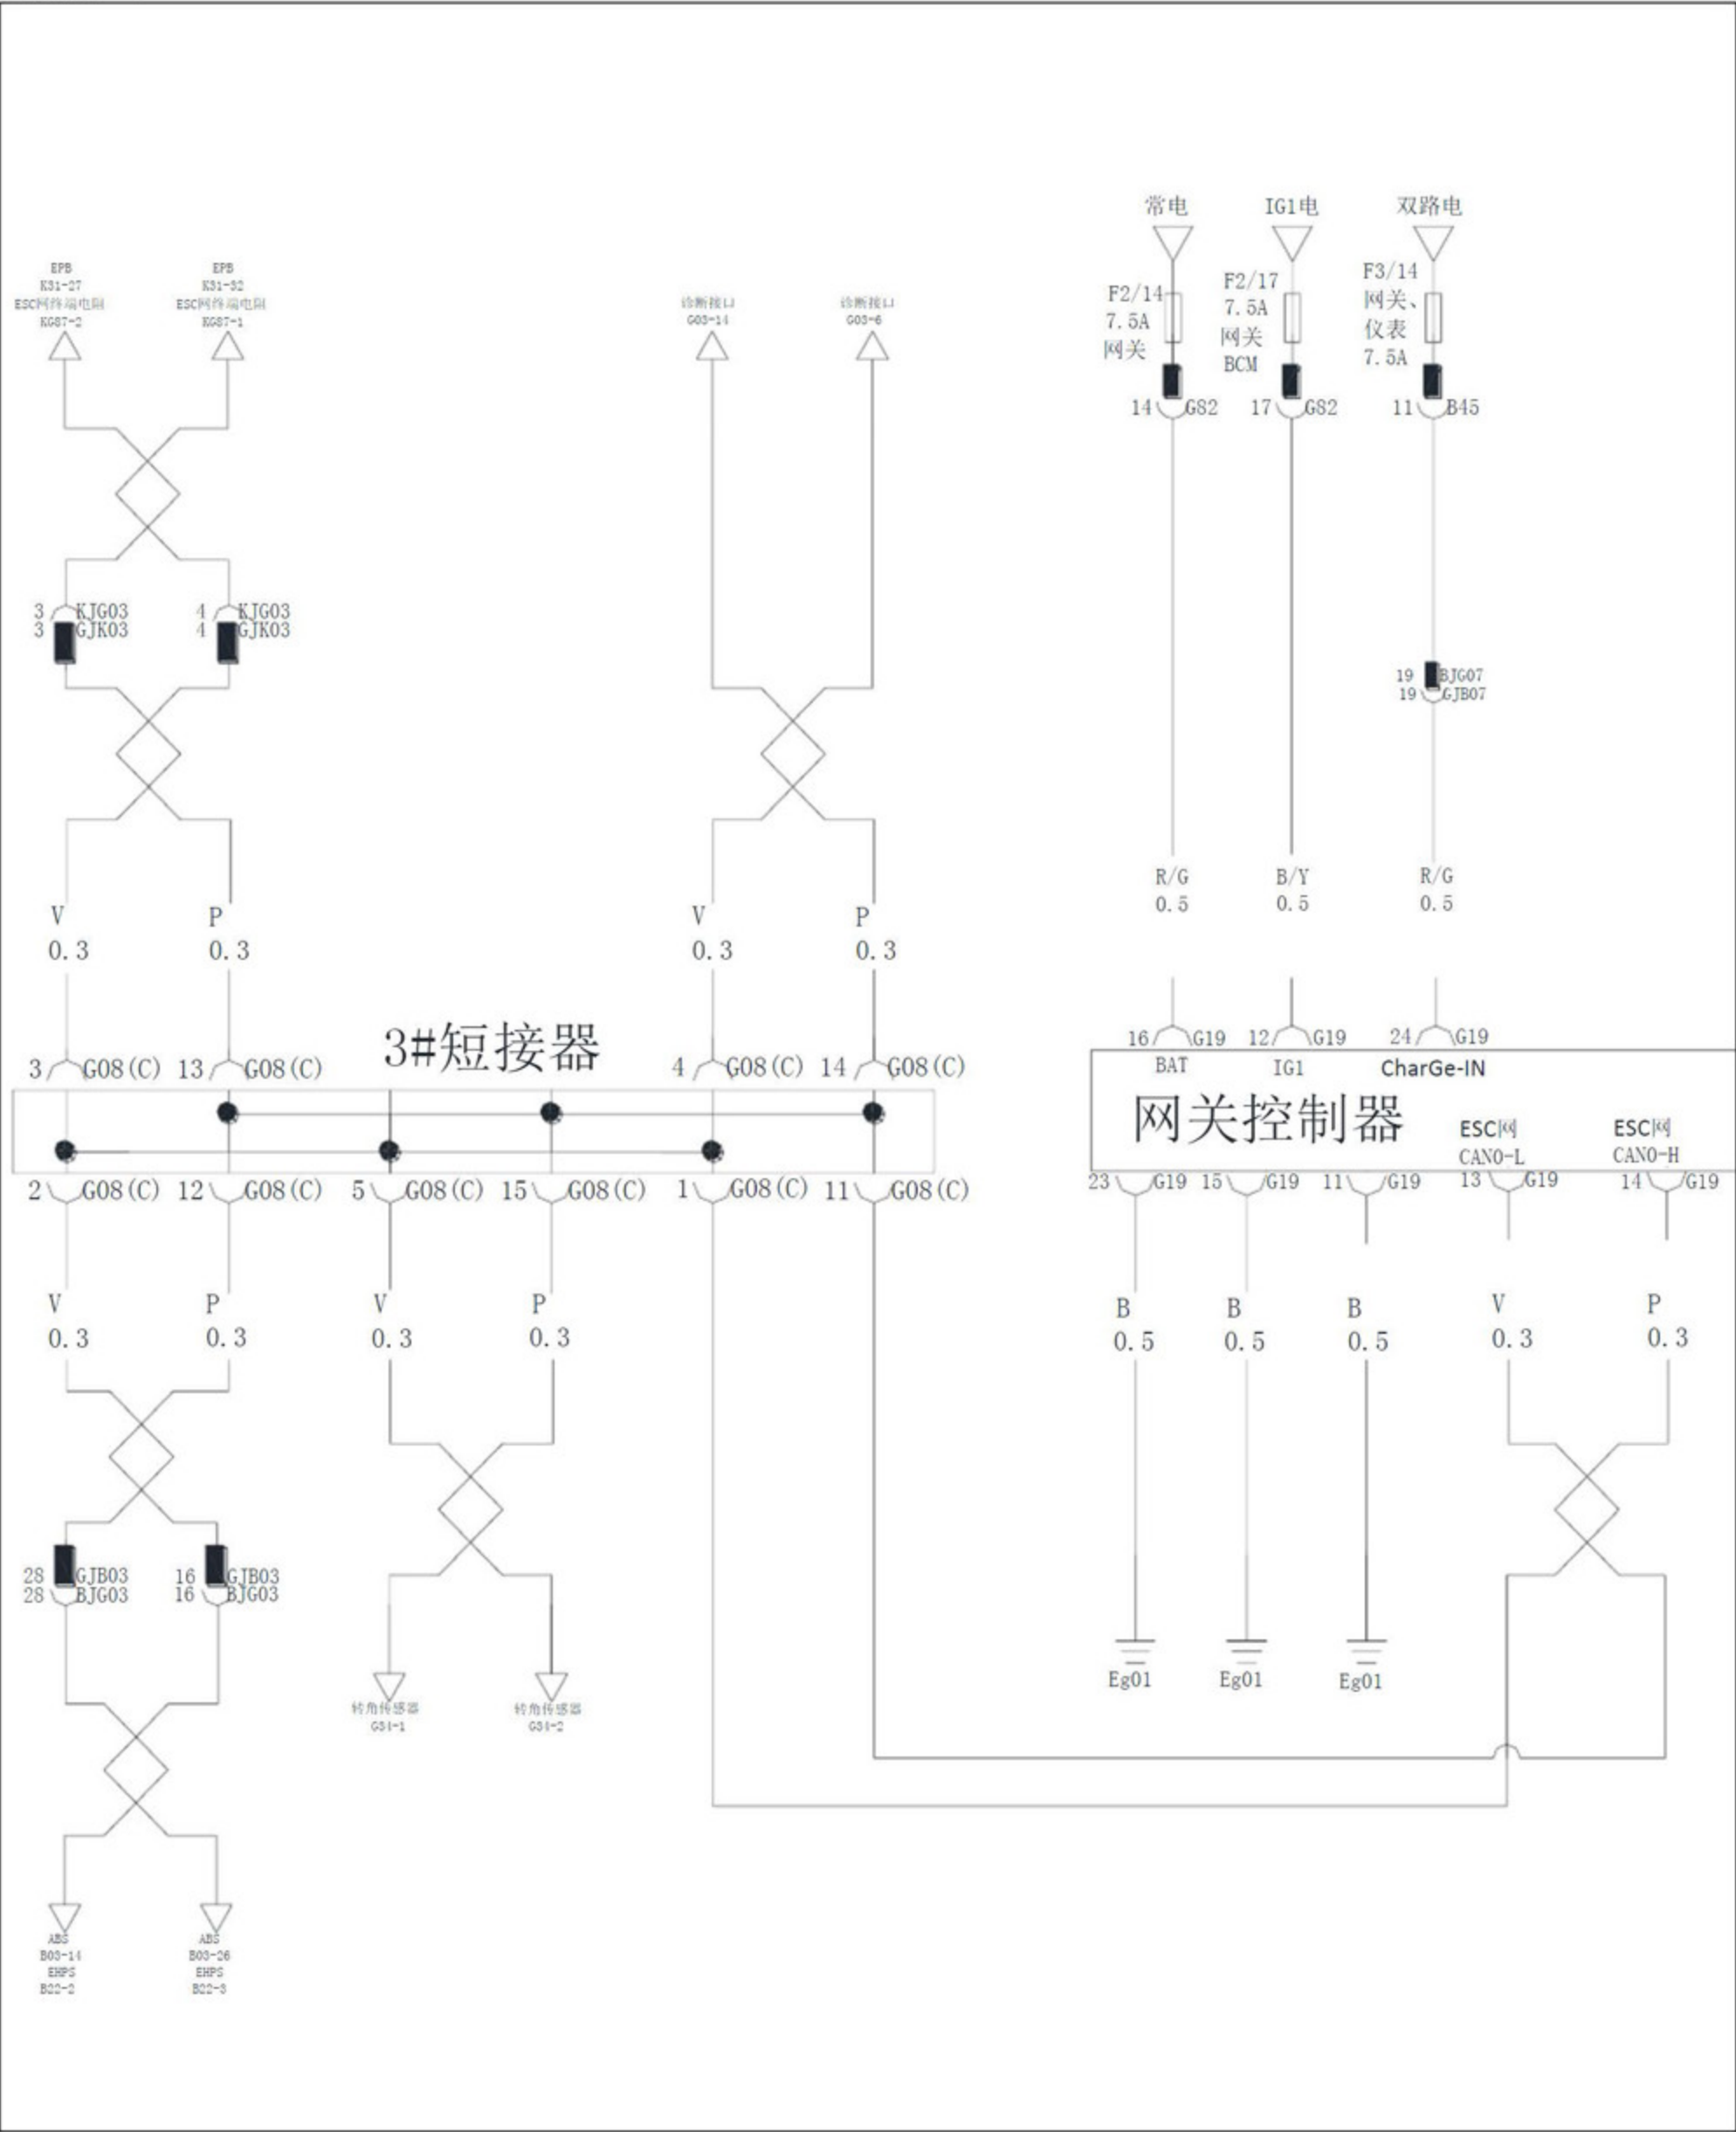 常电
IG1电
双路电
F2/14
7.5A
网关
F2/17
7.5A
网关
BCM
F3/14
网关、
仪表
7.5A
14 G82
17 G82
11 B45
EPB
K31-27
ESC网终端电阻
KG87-2
EPB
K31-32
ESC网终端电阻
KG87-1
诊断接口
G03-14
诊断接口
G03-6
3 KJG03
3 GJK03
4 KJG03
4 GJK03
19 BJG07
19 GJB07
R/G
0.5
B/Y
0.5
R/G
0.5
V
0.3
P
0.3
V
0.3
P
0.3
3#短接器
3 G08(C)
13 G08(C)
4 G08(C)
14 G08(C)
16 G19
12 G19
24 G19
BAT
IG1
CharGe-IN
网关控制器
ESC网
CAN0-L
ESC网
CAN0-H
2 G08(C)
12 G08(C)
5 G08(C)
15 G08(C)
1 G08(C)
11 G08(C)
23 G19
15 G19
11 G19
13 G19
14 G19
V
0.3
P
0.3
V
0.3
P
0.3
B
0.5
B
0.5
B
0.5
V
0.3
P
0.3
28 GJB03
28 BJG03
16 GJB03
16 BJG03
转角传感器
G34-1
转角传感器
G34-2
Eg01
Eg01
Eg01
ABS
B03-14
EHPS
B22-2
ABS
B03-26
EHPS
B22-3